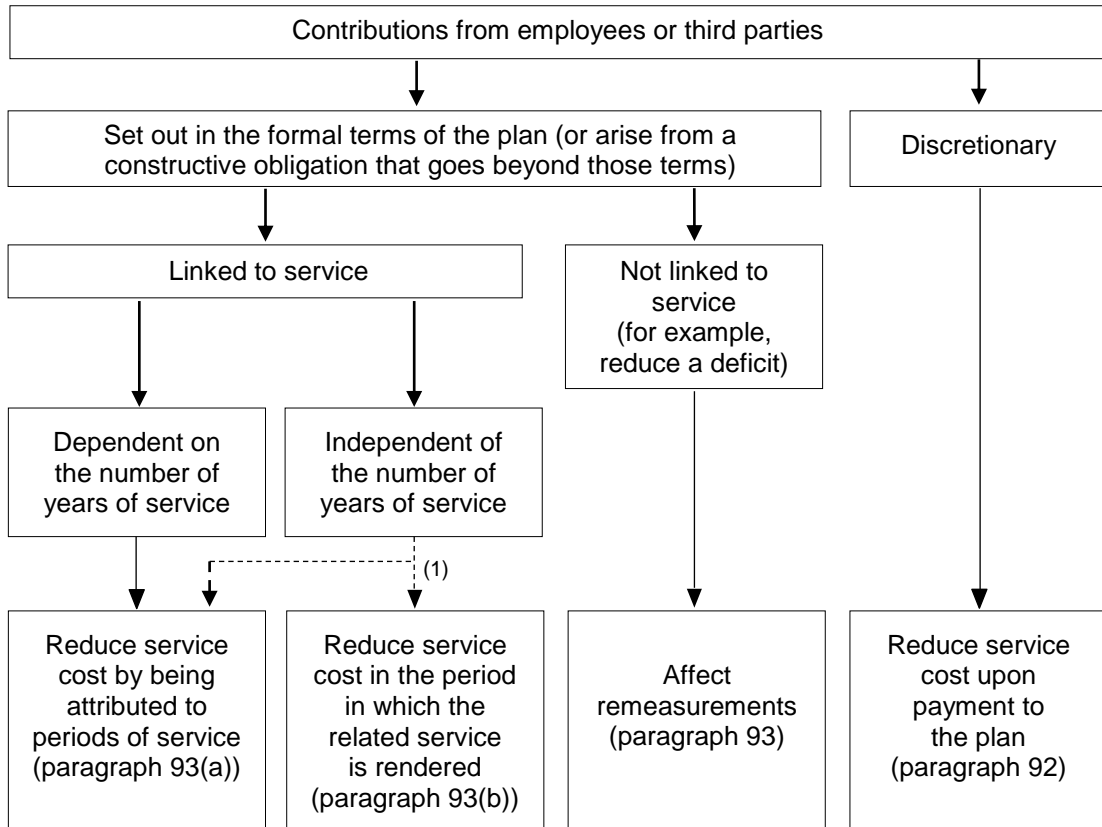 Contributions from employees or third parties
Set out in the formal terms of the plan (or arise from a
constructive obligation that goes beyond those terms)
Discretionary
Linked to service
Not linked to
service
(for example,
reduce a deficit)
Dependent on
the number of
years of service
Independent of
the number of
years of service
(1)
Reduce service
cost by being
attributed to
periods of service
(paragraph 93(a))
Reduce service
cost in the period
in which the
related service
is rendered
(paragraph 93(b))
Affect
remeasurements
(paragraph 93)
Reduce service
cost upon
payment to
the plan
(paragraph 92)